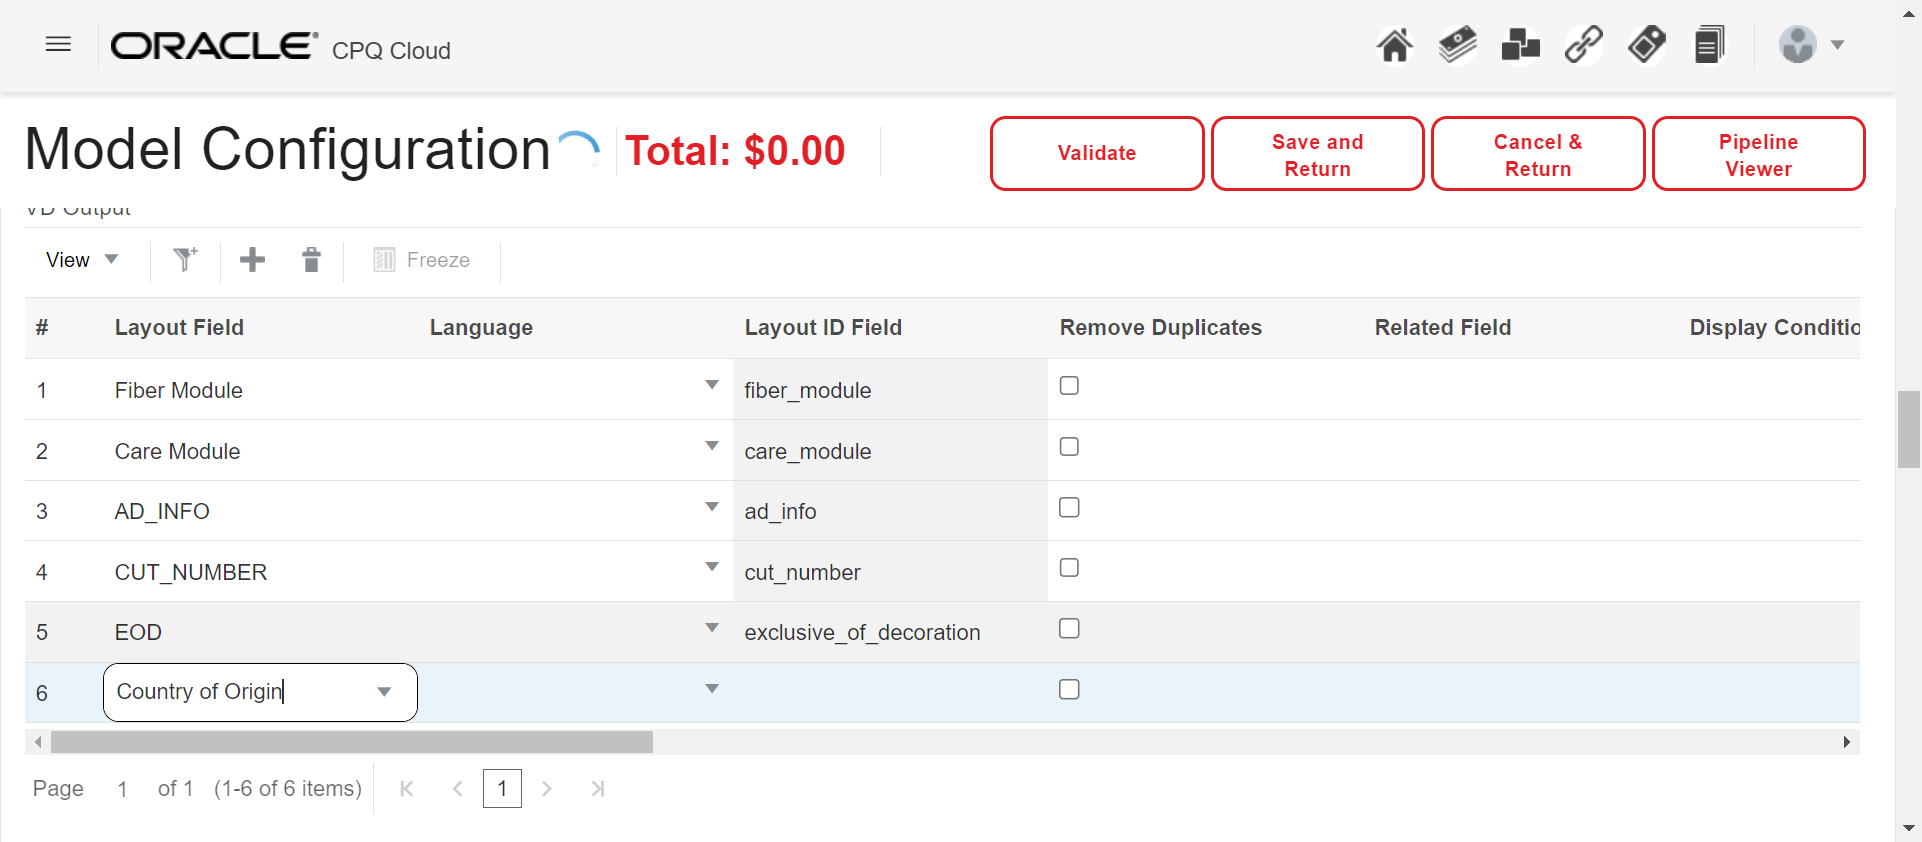 ORACLE® CPQ Cloud
Model Configuration Total: $0.00 Validate Save and Return Cancel & Return Pipeline Viewer
VD Output
View Freeze
# Layout Field Language Layout ID Field Remove Duplicates Related Field Display Conditio
1 Fiber Module fiber_module
2 Care Module care_module
3 AD_INFO ad_info
4 CUT_NUMBER cut_number
5 EOD exclusive_of_decoration
6 Country of Origin
Page 1 of 1 (1-6 of 6 items) 1